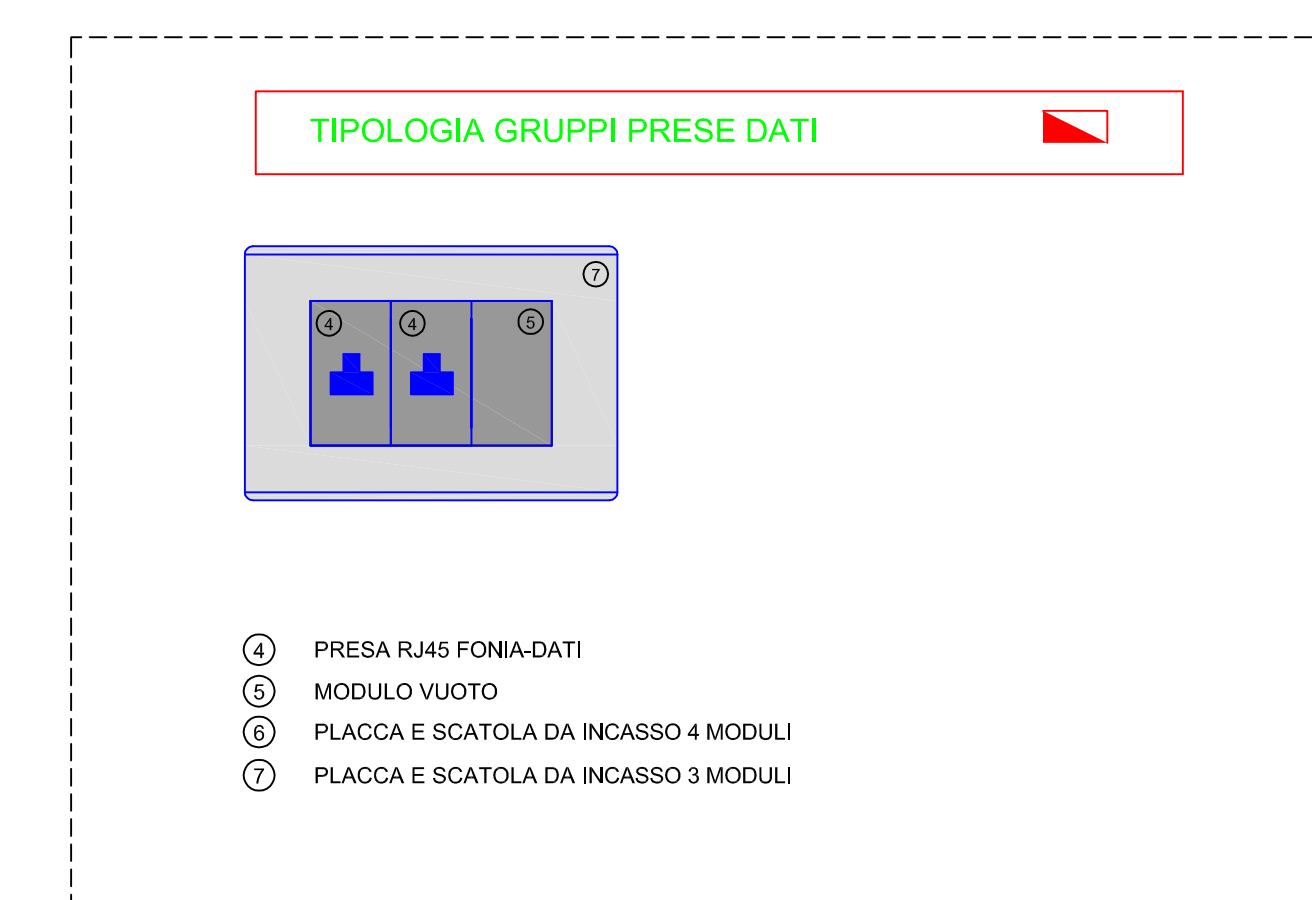 TIPOLOGIA GRUPPI PRESE DATI
7
4 4 5
4 PRESA RJ45 FONIA-DATI
5 MODULO VUOTO
6 PLACCA E SCATOLA DA INCASSO 4 MODULI
7 PLACCA E SCATOLA DA INCASSO 3 MODULI